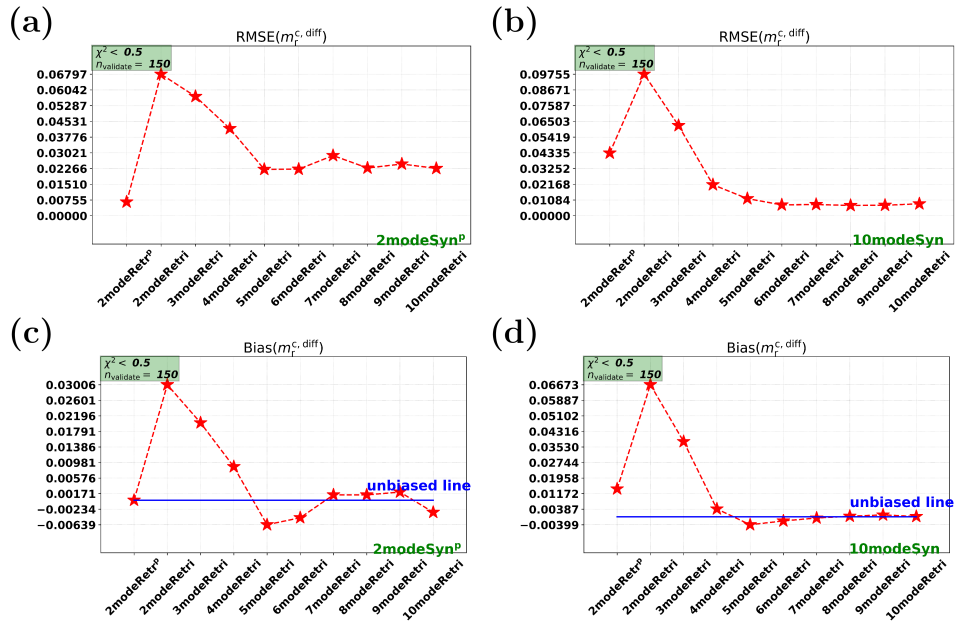 (a)
RMSE(m_r^{c, diff})
χ² < 0.5
n_validate = 150
0.06797
0.06042
0.05287
0.04531
0.03776
0.03021
0.02266
0.01510
0.00755
0.00000
2modeSynᵖ
2modeRetrᵖ
2modeRetri
3modeRetri
4modeRetri
5modeRetri
6modeRetri
7modeRetri
8modeRetri
9modeRetri
10modeRetri
(b)
RMSE(m_r^{c, diff})
χ² < 0.5
n_validate = 150
0.09755
0.08671
0.07587
0.06503
0.05419
0.04335
0.03252
0.02168
0.01084
0.00000
10modeSyn
2modeRetrᵖ
2modeRetri
3modeRetri
4modeRetri
5modeRetri
6modeRetri
7modeRetri
8modeRetri
9modeRetri
10modeRetri
(c)
Bias(m_r^{c, diff})
χ² < 0.5
n_validate = 150
0.03006
0.02601
0.02196
0.01791
0.01386
0.00981
0.00576
0.00171
−0.00234
−0.00639
unbiased line
2modeSynᵖ
2modeRetrᵖ
2modeRetri
3modeRetri
4modeRetri
5modeRetri
6modeRetri
7modeRetri
8modeRetri
9modeRetri
10modeRetri
(d)
Bias(m_r^{c, diff})
χ² < 0.5
n_validate = 150
0.06673
0.05887
0.05102
0.04316
0.03530
0.02744
0.01958
0.01172
0.00387
−0.00399
unbiased line
10modeSyn
2modeRetrᵖ
2modeRetri
3modeRetri
4modeRetri
5modeRetri
6modeRetri
7modeRetri
8modeRetri
9modeRetri
10modeRetri